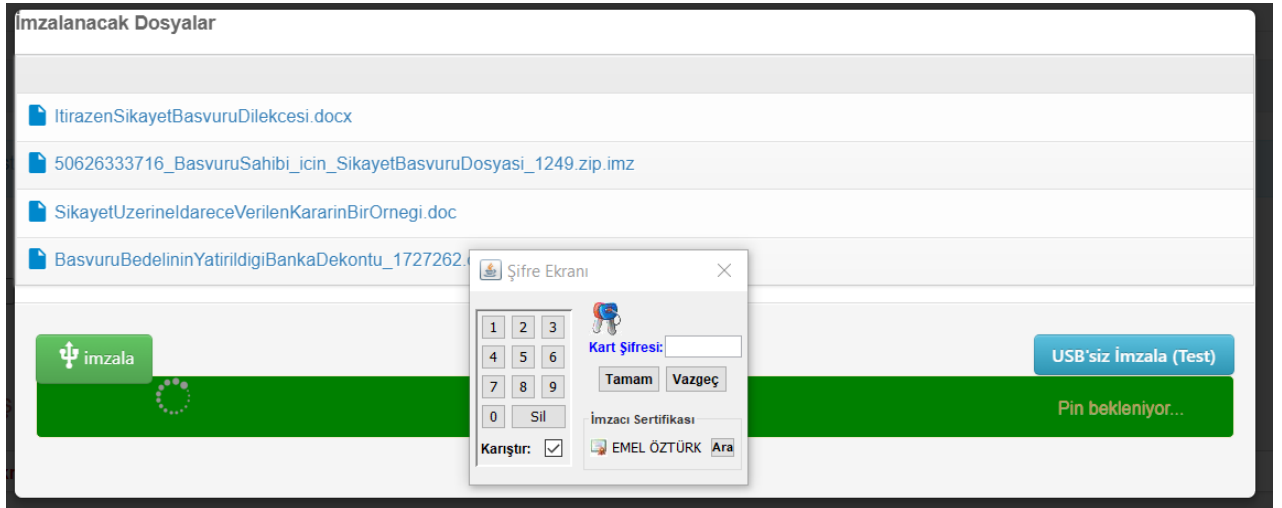 İmzalanacak Dosyalar
ItirazenSikayetBasvuruDilekcesi.docx
50626333716_BasvuruSahibi_icin_SikayetBasvuruDosyasi_1249.zip.imz
SikayetUzerineIdareceVerilenKararinBirOrnegi.doc
BasvuruBedelininYatirildigiBankaDekontu_1727262.
Şifre Ekranı
1 2 3
4 5 6
7 8 9
0 Sil
Karıştır:
Kart Şifresi:
Tamam Vazgeç
İmzacı Sertifikası
EMEL ÖZTÜRK Ara
imzala
USB'siz İmzala (Test)
Pin bekleniyor...